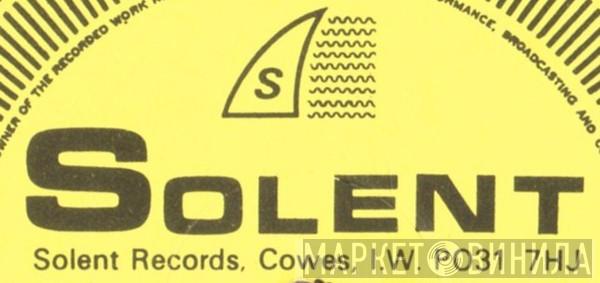 OWNER OF THE RECORDED WORK
PERFORMANCE, BROADCASTING AND
S
SOLENT
Solent Records, Cowes, I.W. PO31 7HJ
МАРКЕТ ВИНИЛА